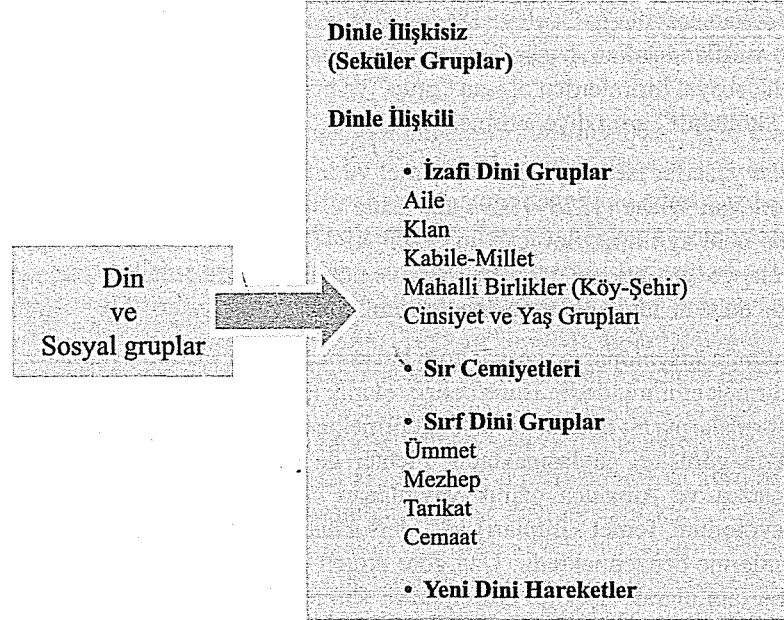 Din
ve
Sosyal gruplar
Dinle İlişkisiz
(Seküler Gruplar)
Dinle İlişkili
• İzafi Dini Gruplar
Aile
Klan
Kabile-Millet
Mahalli Birlikler (Köy-Şehir)
Cinsiyet ve Yaş Grupları
• Sır Cemiyetleri
• Sırf Dini Gruplar
Ümmet
Mezhep
Tarikat
Cemaat
• Yeni Dini Hareketler